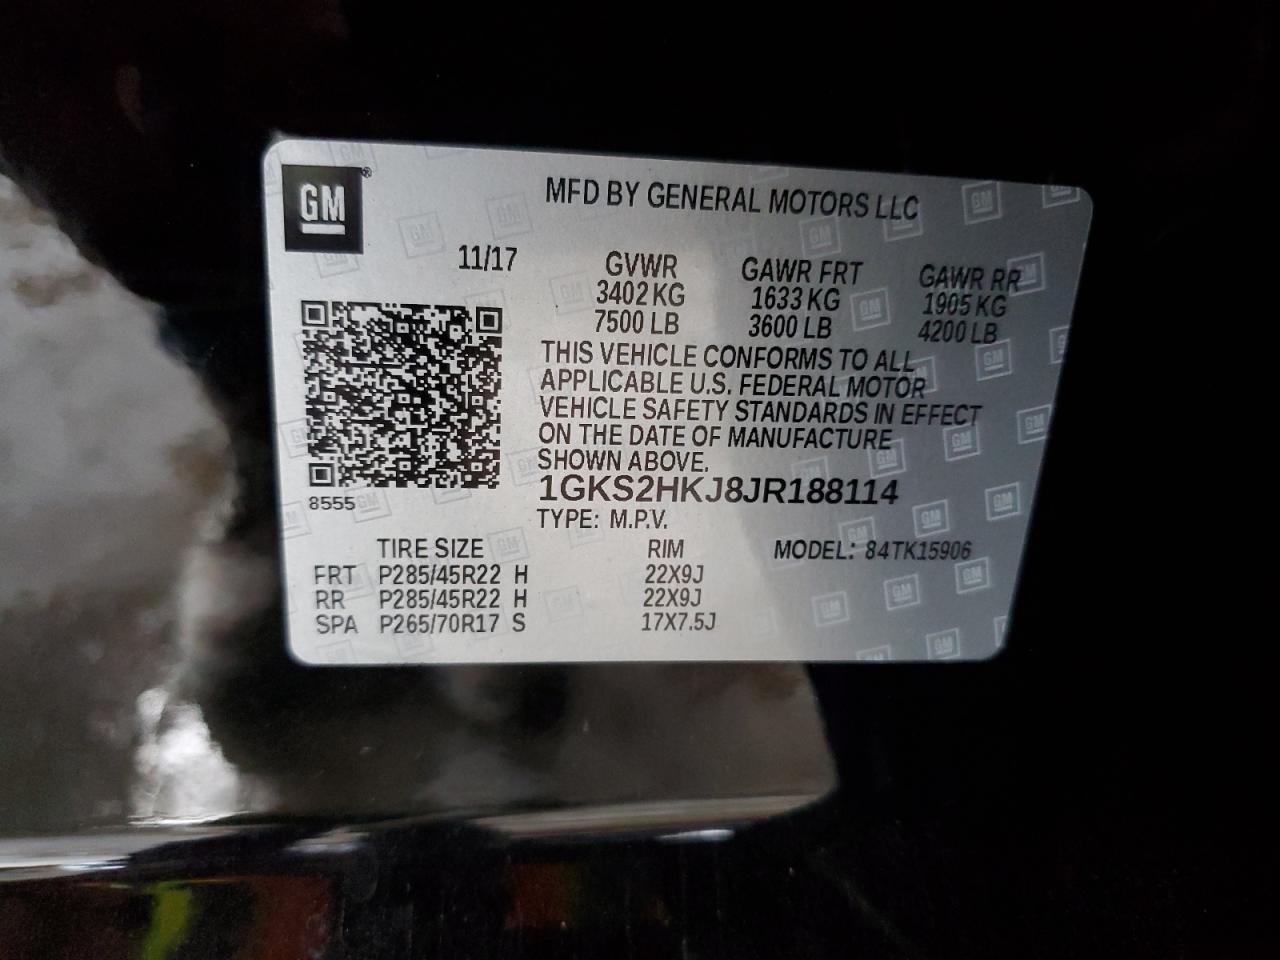 GM®
MFD BY GENERAL MOTORS LLC
11/17 GVWR GAWR FRT GAWR RR
3402 KG 1633 KG 1905 KG
7500 LB 3600 LB 4200 LB
THIS VEHICLE CONFORMS TO ALL
APPLICABLE U.S. FEDERAL MOTOR
VEHICLE SAFETY STANDARDS IN EFFECT
ON THE DATE OF MANUFACTURE
SHOWN ABOVE.
8555
1GKS2HKJ8JR188114
TYPE: M.P.V.
TIRE SIZE RIM MODEL: 84TK15906
FRT P285/45R22 H 22X9J
RR P285/45R22 H 22X9J
SPA P265/70R17 S 17X7.5J